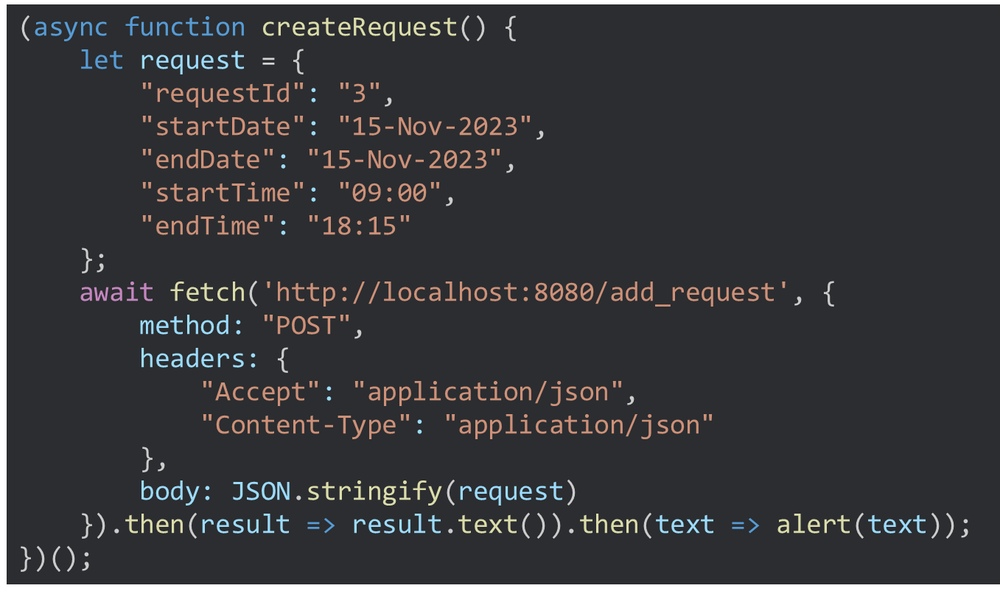 (async function createRequest() {
    let request = {
        "requestId": "3",
        "startDate": "15-Nov-2023",
        "endDate": "15-Nov-2023",
        "startTime": "09:00",
        "endTime": "18:15"
    };
    await fetch('http://localhost:8080/add_request', {
        method: "POST",
        headers: {
            "Accept": "application/json",
            "Content-Type": "application/json"
        },
        body: JSON.stringify(request)
    }).then(result => result.text()).then(text => alert(text));
})();